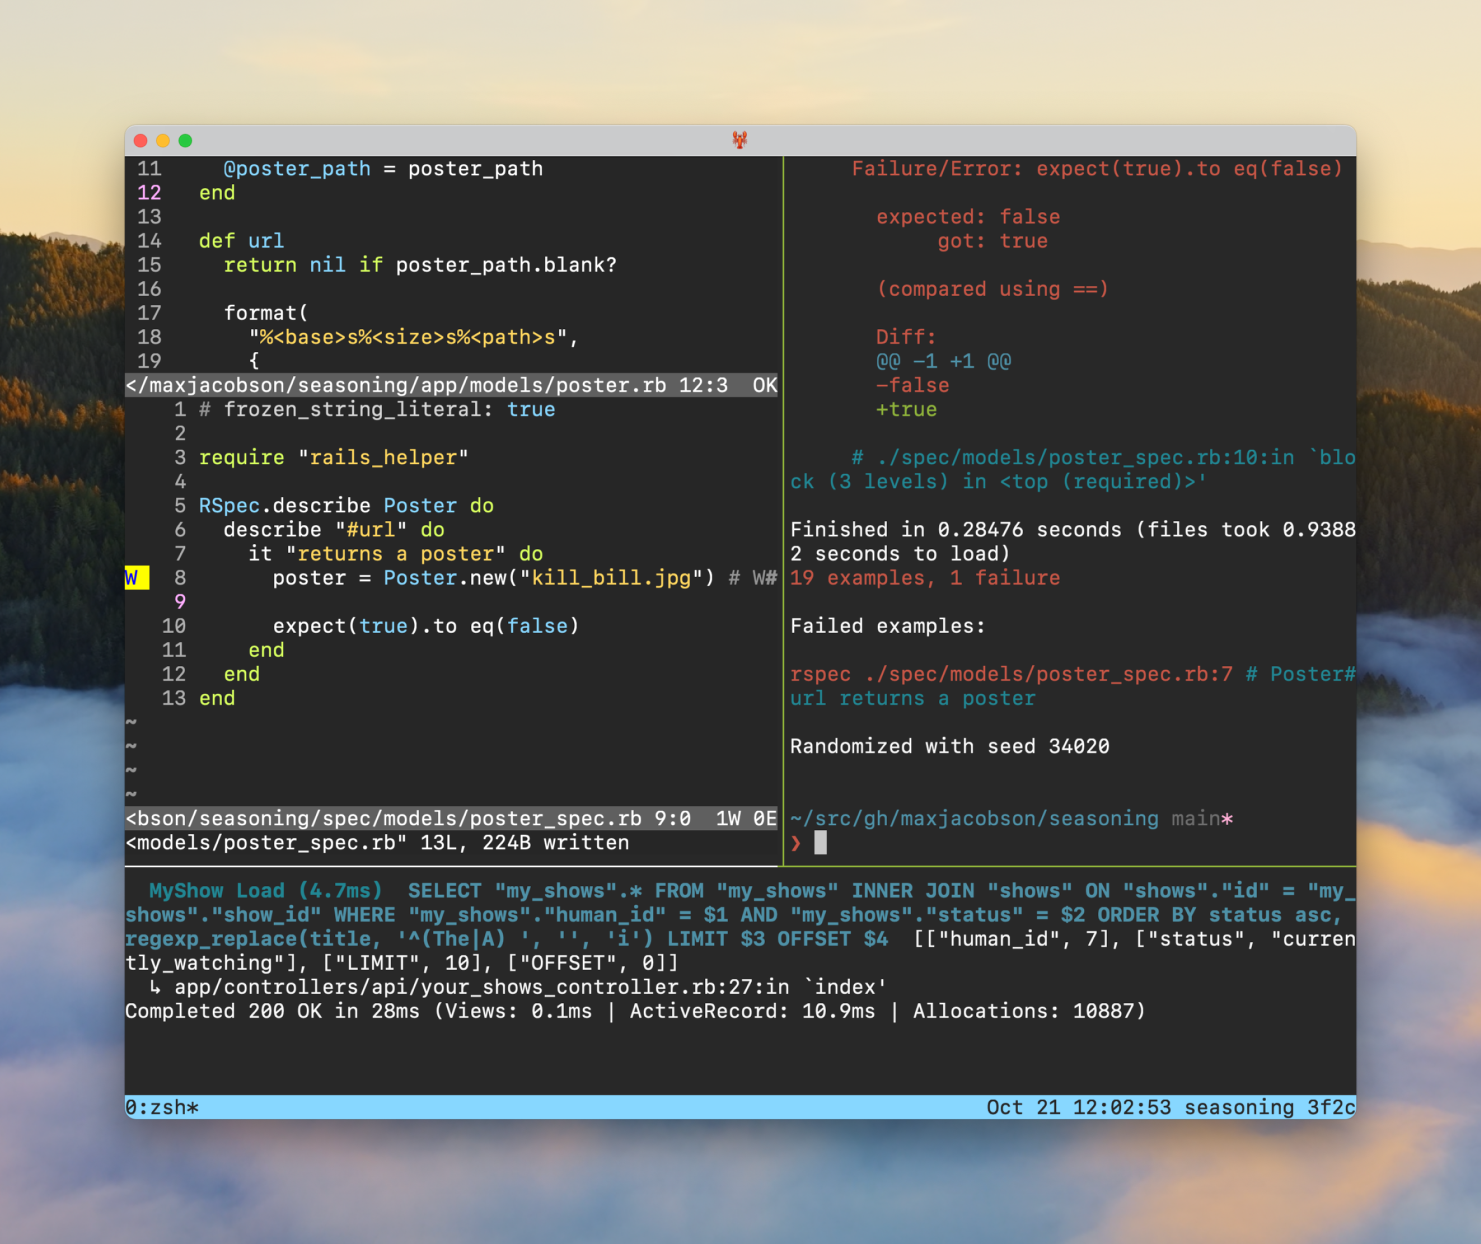 11     @poster_path = poster_path
12   end
13
14   def url
15     return nil if poster_path.blank?
16
17     format(
18       "%<base>s%<size>s%<path>s",
19       {
</maxjacobson/seasoning/app/models/poster.rb 12:3  OK
1 # frozen_string_literal: true
2
3 require "rails_helper"
4
5 RSpec.describe Poster do
6   describe "#url" do
7     it "returns a poster" do
W 8       poster = Poster.new("kill_bill.jpg") # W#
9
10       expect(true).to eq(false)
11     end
12   end
13 end
~
~
~
~
<bson/seasoning/spec/models/poster_spec.rb 9:0  1W 0E
<models/poster_spec.rb" 13L, 224B written
Failure/Error: expect(true).to eq(false)
expected: false
got: true
(compared using ==)
Diff:
@@ -1 +1 @@
-false
+true
# ./spec/models/poster_spec.rb:10:in `blo
ck (3 levels) in <top (required)>'
Finished in 0.28476 seconds (files took 0.9388
2 seconds to load)
19 examples, 1 failure
Failed examples:
rspec ./spec/models/poster_spec.rb:7 # Poster#
url returns a poster
Randomized with seed 34020
~/src/gh/maxjacobson/seasoning main*
❯
MyShow Load (4.7ms)  SELECT "my_shows".* FROM "my_shows" INNER JOIN "shows" ON "shows"."id" = "my_
shows"."show_id" WHERE "my_shows"."human_id" = $1 AND "my_shows"."status" = $2 ORDER BY status asc,
regexp_replace(title, '^(The|A) ', '', 'i') LIMIT $3 OFFSET $4  [["human_id", 7], ["status", "curren
tly_watching"], ["LIMIT", 10], ["OFFSET", 0]]
↳ app/controllers/api/your_shows_controller.rb:27:in `index'
Completed 200 OK in 28ms (Views: 0.1ms | ActiveRecord: 10.9ms | Allocations: 10887)
0:zsh*
Oct 21 12:02:53 seasoning 3f2c